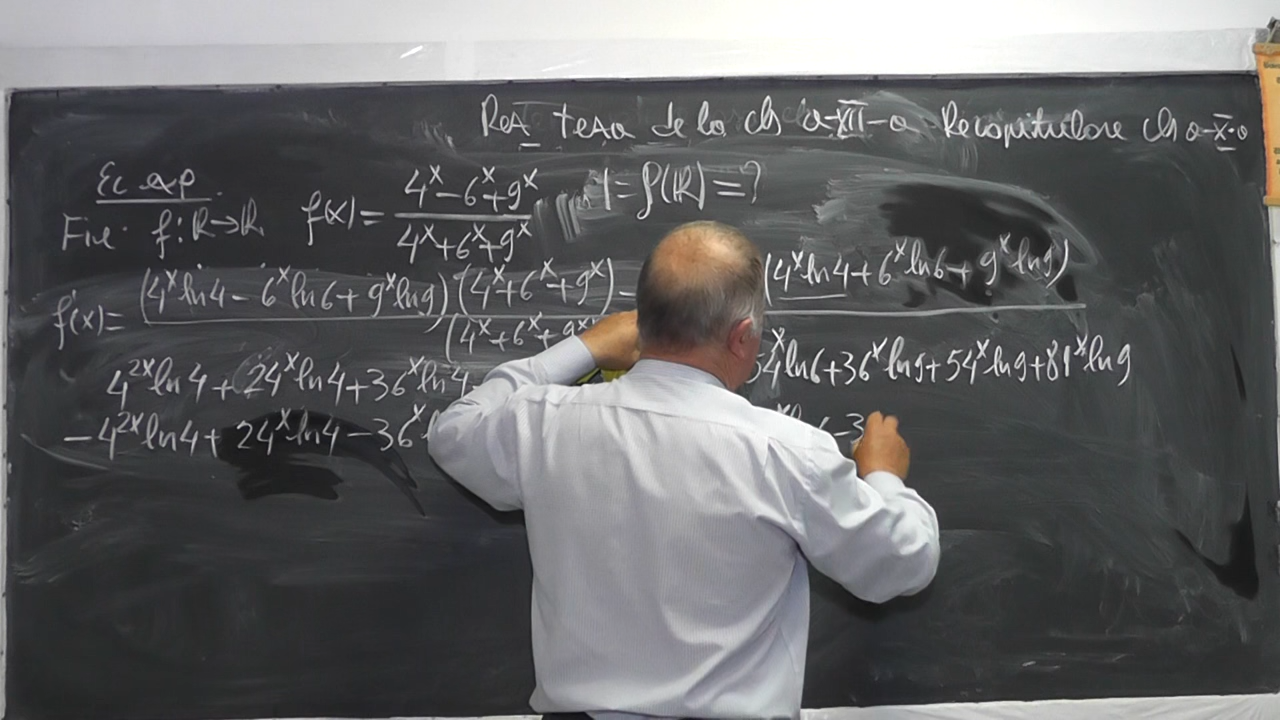 Rez teza de la cls a-XII-a Recapitulare cls a-X-a
Ec exp.
Fie f:R→R f(x)= (4^x-6^x+9^x)/(4^x+6^x+9^x) I=f(R)=?
f'(x)= (4^x ln4 - 6^x ln6 + 9^x ln9)(4^x+6^x+9^x) - (4^x ln4 + 6^x ln6 + 9^x ln9)
(4^x+6^x+9^x)
4^2x ln4 + 24^x ln4 + 36^x ln4 54^x ln6 + 36^x ln9 + 54^x ln9 + 81^x ln9
- 4^2x ln4 + 24^x ln4 - 36^x -3